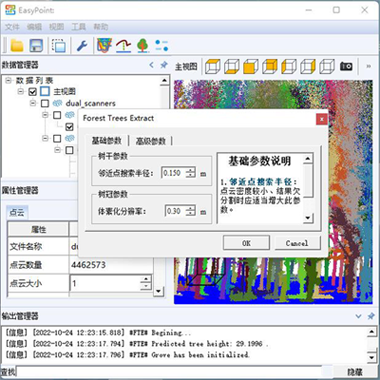 EasyPoint:
文件 编辑 视图 工具 帮助
数据管理器
主视图
数据列表
主视图
dual_scanners
Forest Trees Extract
基础参数 高级参数
树干参数
邻近点搜索半径: 0.150 m
树冠参数
体素化分辨率: 0.30 m
基础参数说明
1.邻近点搜索半径:
点云密度较小、结果欠
分割时应适当增大此参
数。
OK Cancel
属性管理器
点云
属性
文件名称 du
点云数量 4462573
点云大小 1
输出管理器
[信息] [2022-10-24 12:23:15.818] #FTE# Begining...
[信息] [2022-10-24 12:23:17.794] #FTE# Predicted tree height: 29.1996 .
[信息] [2022-10-24 12:23:17.796] #FTE# Grove has been initialized.
查找 隐藏